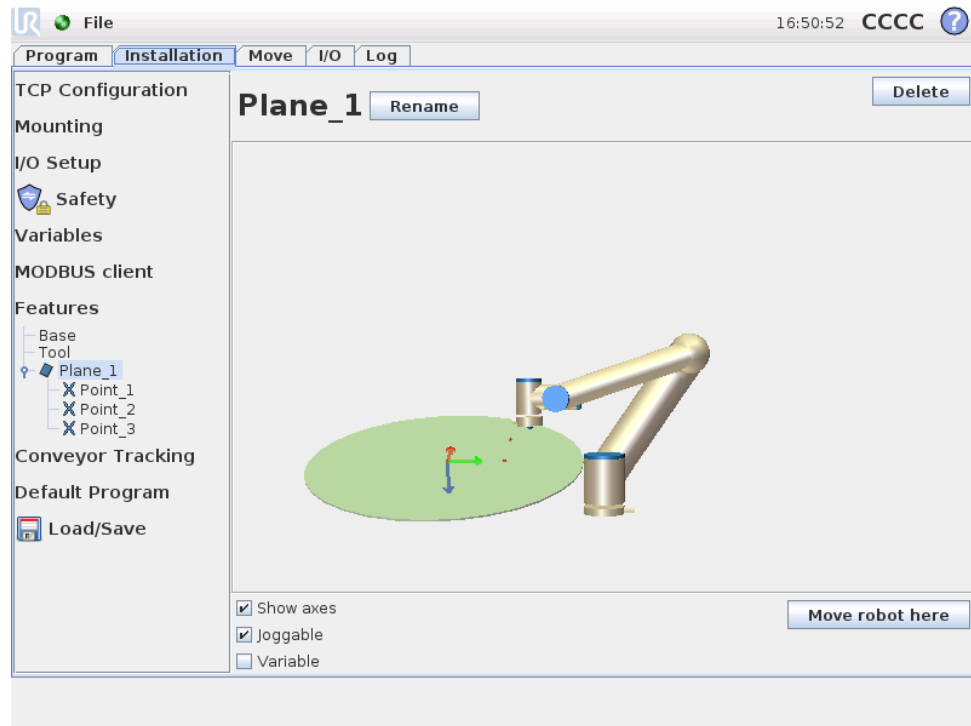 UR File 16:50:52 CCCC ?
Program Installation Move I/O Log
TCP Configuration
Mounting
I/O Setup
Safety
Variables
MODBUS client
Features
Base
Tool
Plane_1
Point_1
Point_2
Point_3
Conveyor Tracking
Default Program
Load/Save
Plane_1 Rename
Delete
Show axes
Joggable
Variable
Move robot here